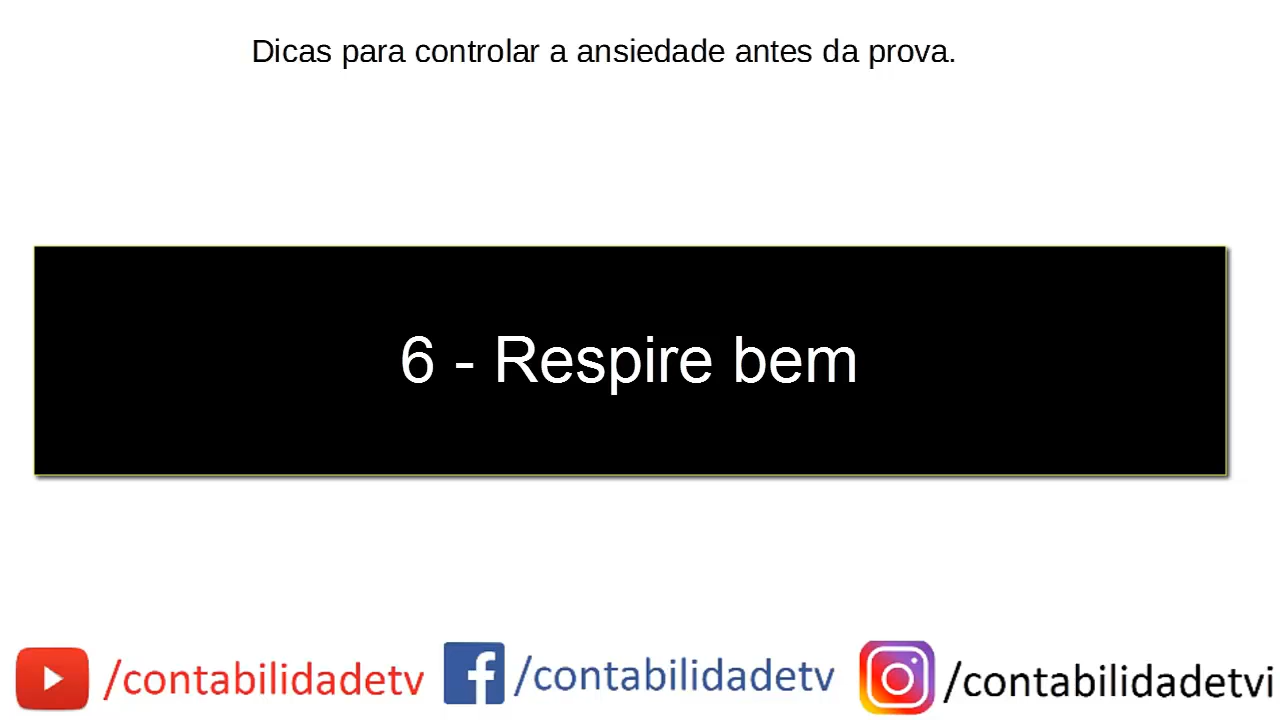 Dicas para controlar a ansiedade antes da prova.
6 - Respire bem
/contabilidadetv /contabilidadetv /contabilidadetvi